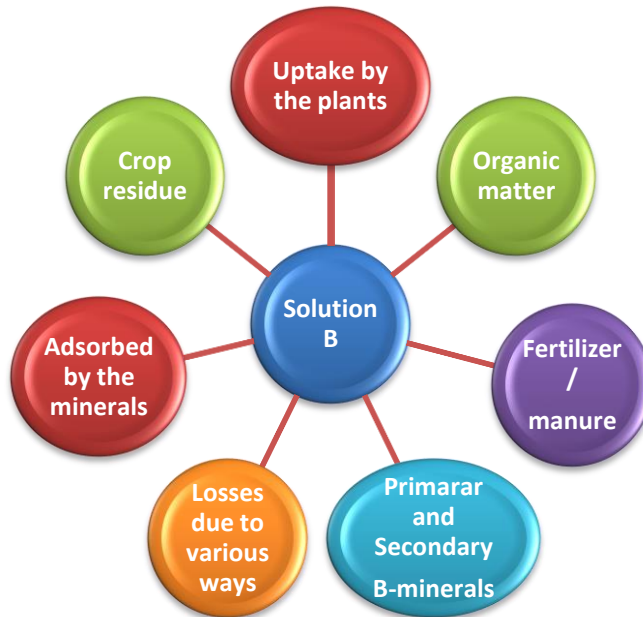 Uptake by
the plants
Crop
residue
Organic
matter
Solution
B
Adsorbed
by the
minerals
Fertilizer
/
manure
Losses
due to
various
ways
Primarar
and
Secondary
B-minerals